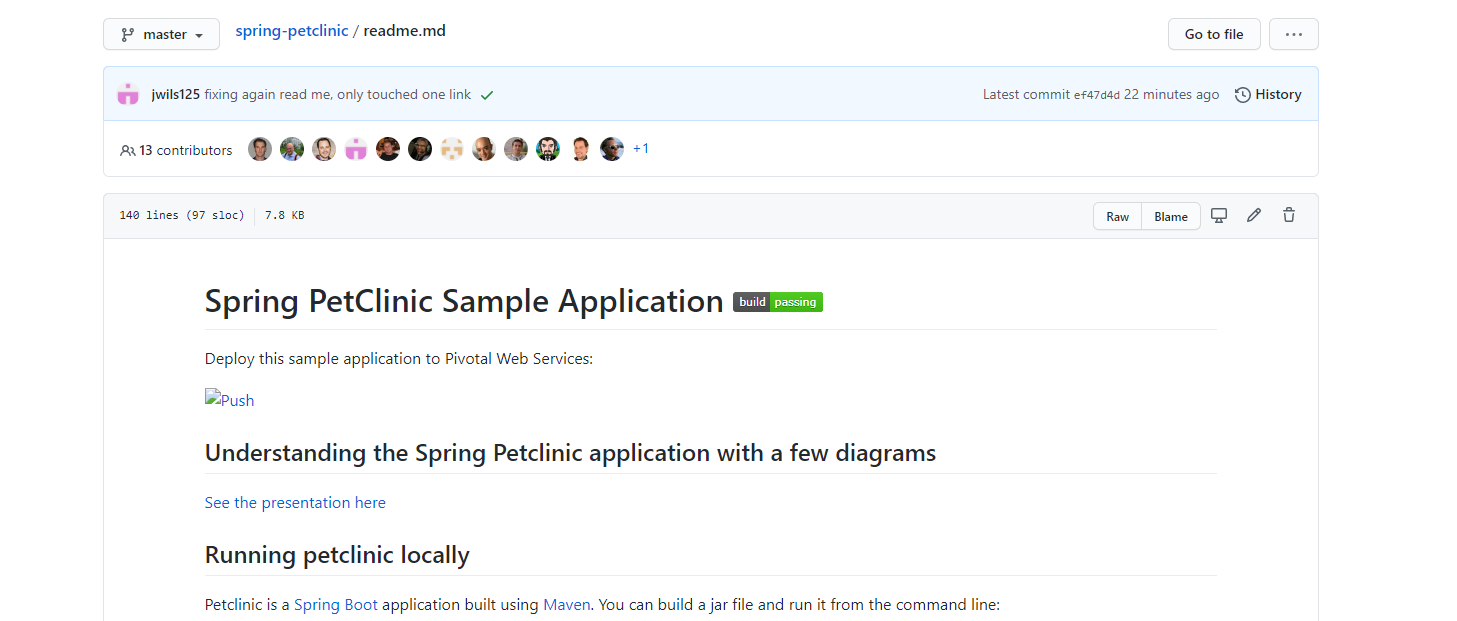 master spring-petclinic / readme.md Go to file ...
jwils125 fixing again read me, only touched one link Latest commit ef47d4d 22 minutes ago History
13 contributors +1
140 lines (97 sloc) 7.8 KB Raw Blame
Spring PetClinic Sample Application build passing
Deploy this sample application to Pivotal Web Services:
Push
Understanding the Spring Petclinic application with a few diagrams
See the presentation here
Running petclinic locally
Petclinic is a Spring Boot application built using Maven. You can build a jar file and run it from the command line: